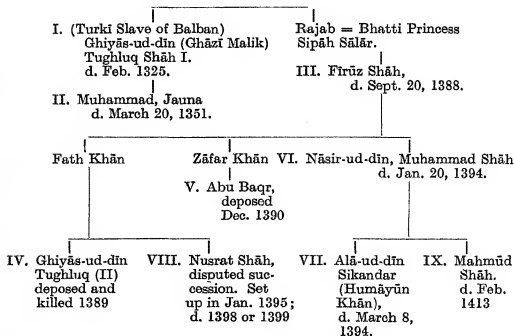 I. (Turkī Slave of Balban)
Ghiyās-ud-dīn (Ghāzī Malik)
Tughluq Shāh I.
d. Feb. 1325.
Rajab = Bhatti Princess
Sipāh Sālār.
III. Fīrūz Shāh,
d. Sept. 20, 1388.
II. Muhammad, Jauna
d. March 20, 1351.
Fath Khān
Zāfar Khān
V. Abu Baqr,
deposed
Dec. 1390
VI. Nāsir-ud-dīn, Muhammad Shāh
d. Jan. 20, 1394.
IV. Ghiyās-ud-dīn
Tughluq (II)
deposed and
killed 1389
VIII. Nusrat Shāh,
disputed suc-
cession. Set
up in Jan. 1395;
d. 1398 or 1399
VII. Alā-ud-dīn
Sikandar
(Humāyūn
Khān),
d. March 8,
1394.
IX. Mahmūd
Shāh.
d. Feb.
1413